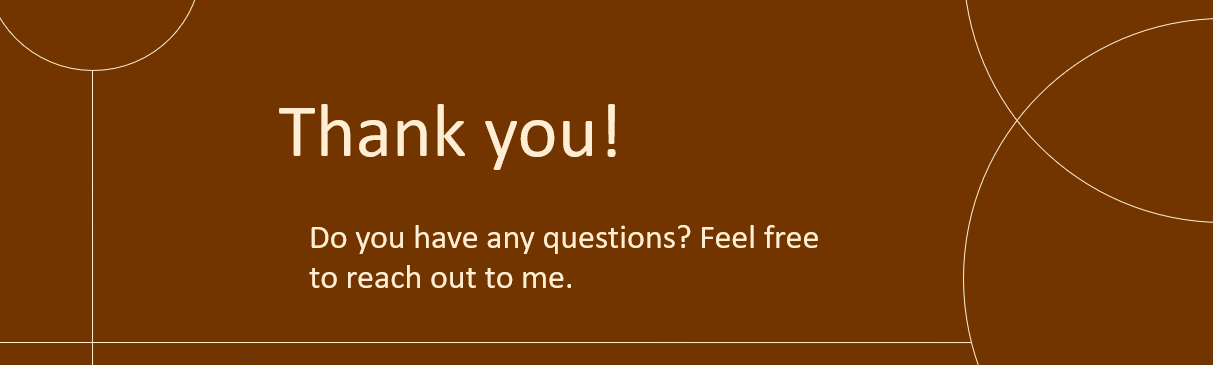 Thank you!
Do you have any questions? Feel free
to reach out to me.